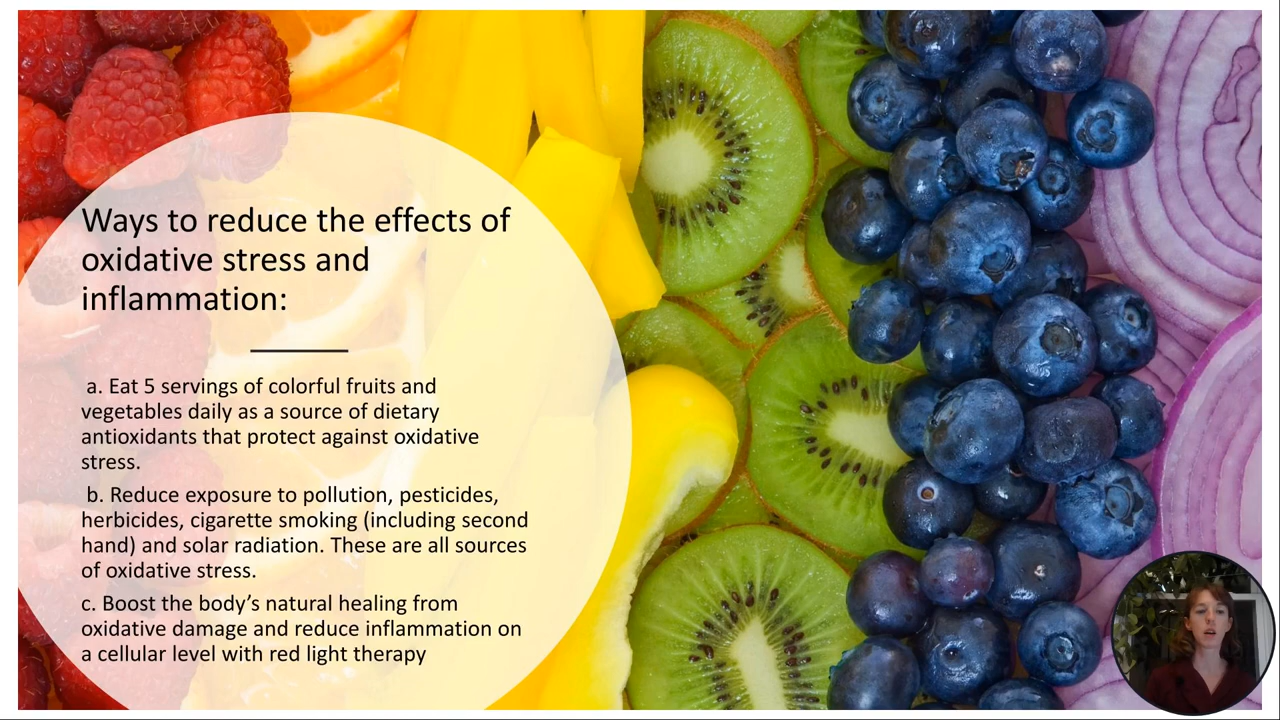 Ways to reduce the effects of
oxidative stress and
inflammation:
a. Eat 5 servings of colorful fruits and
vegetables daily as a source of dietary
antioxidants that protect against oxidative
stress.
b. Reduce exposure to pollution, pesticides,
herbicides, cigarette smoking (including second
hand) and solar radiation. These are all sources
of oxidative stress.
c. Boost the body’s natural healing from
oxidative damage and reduce inflammation on
a cellular level with red light therapy